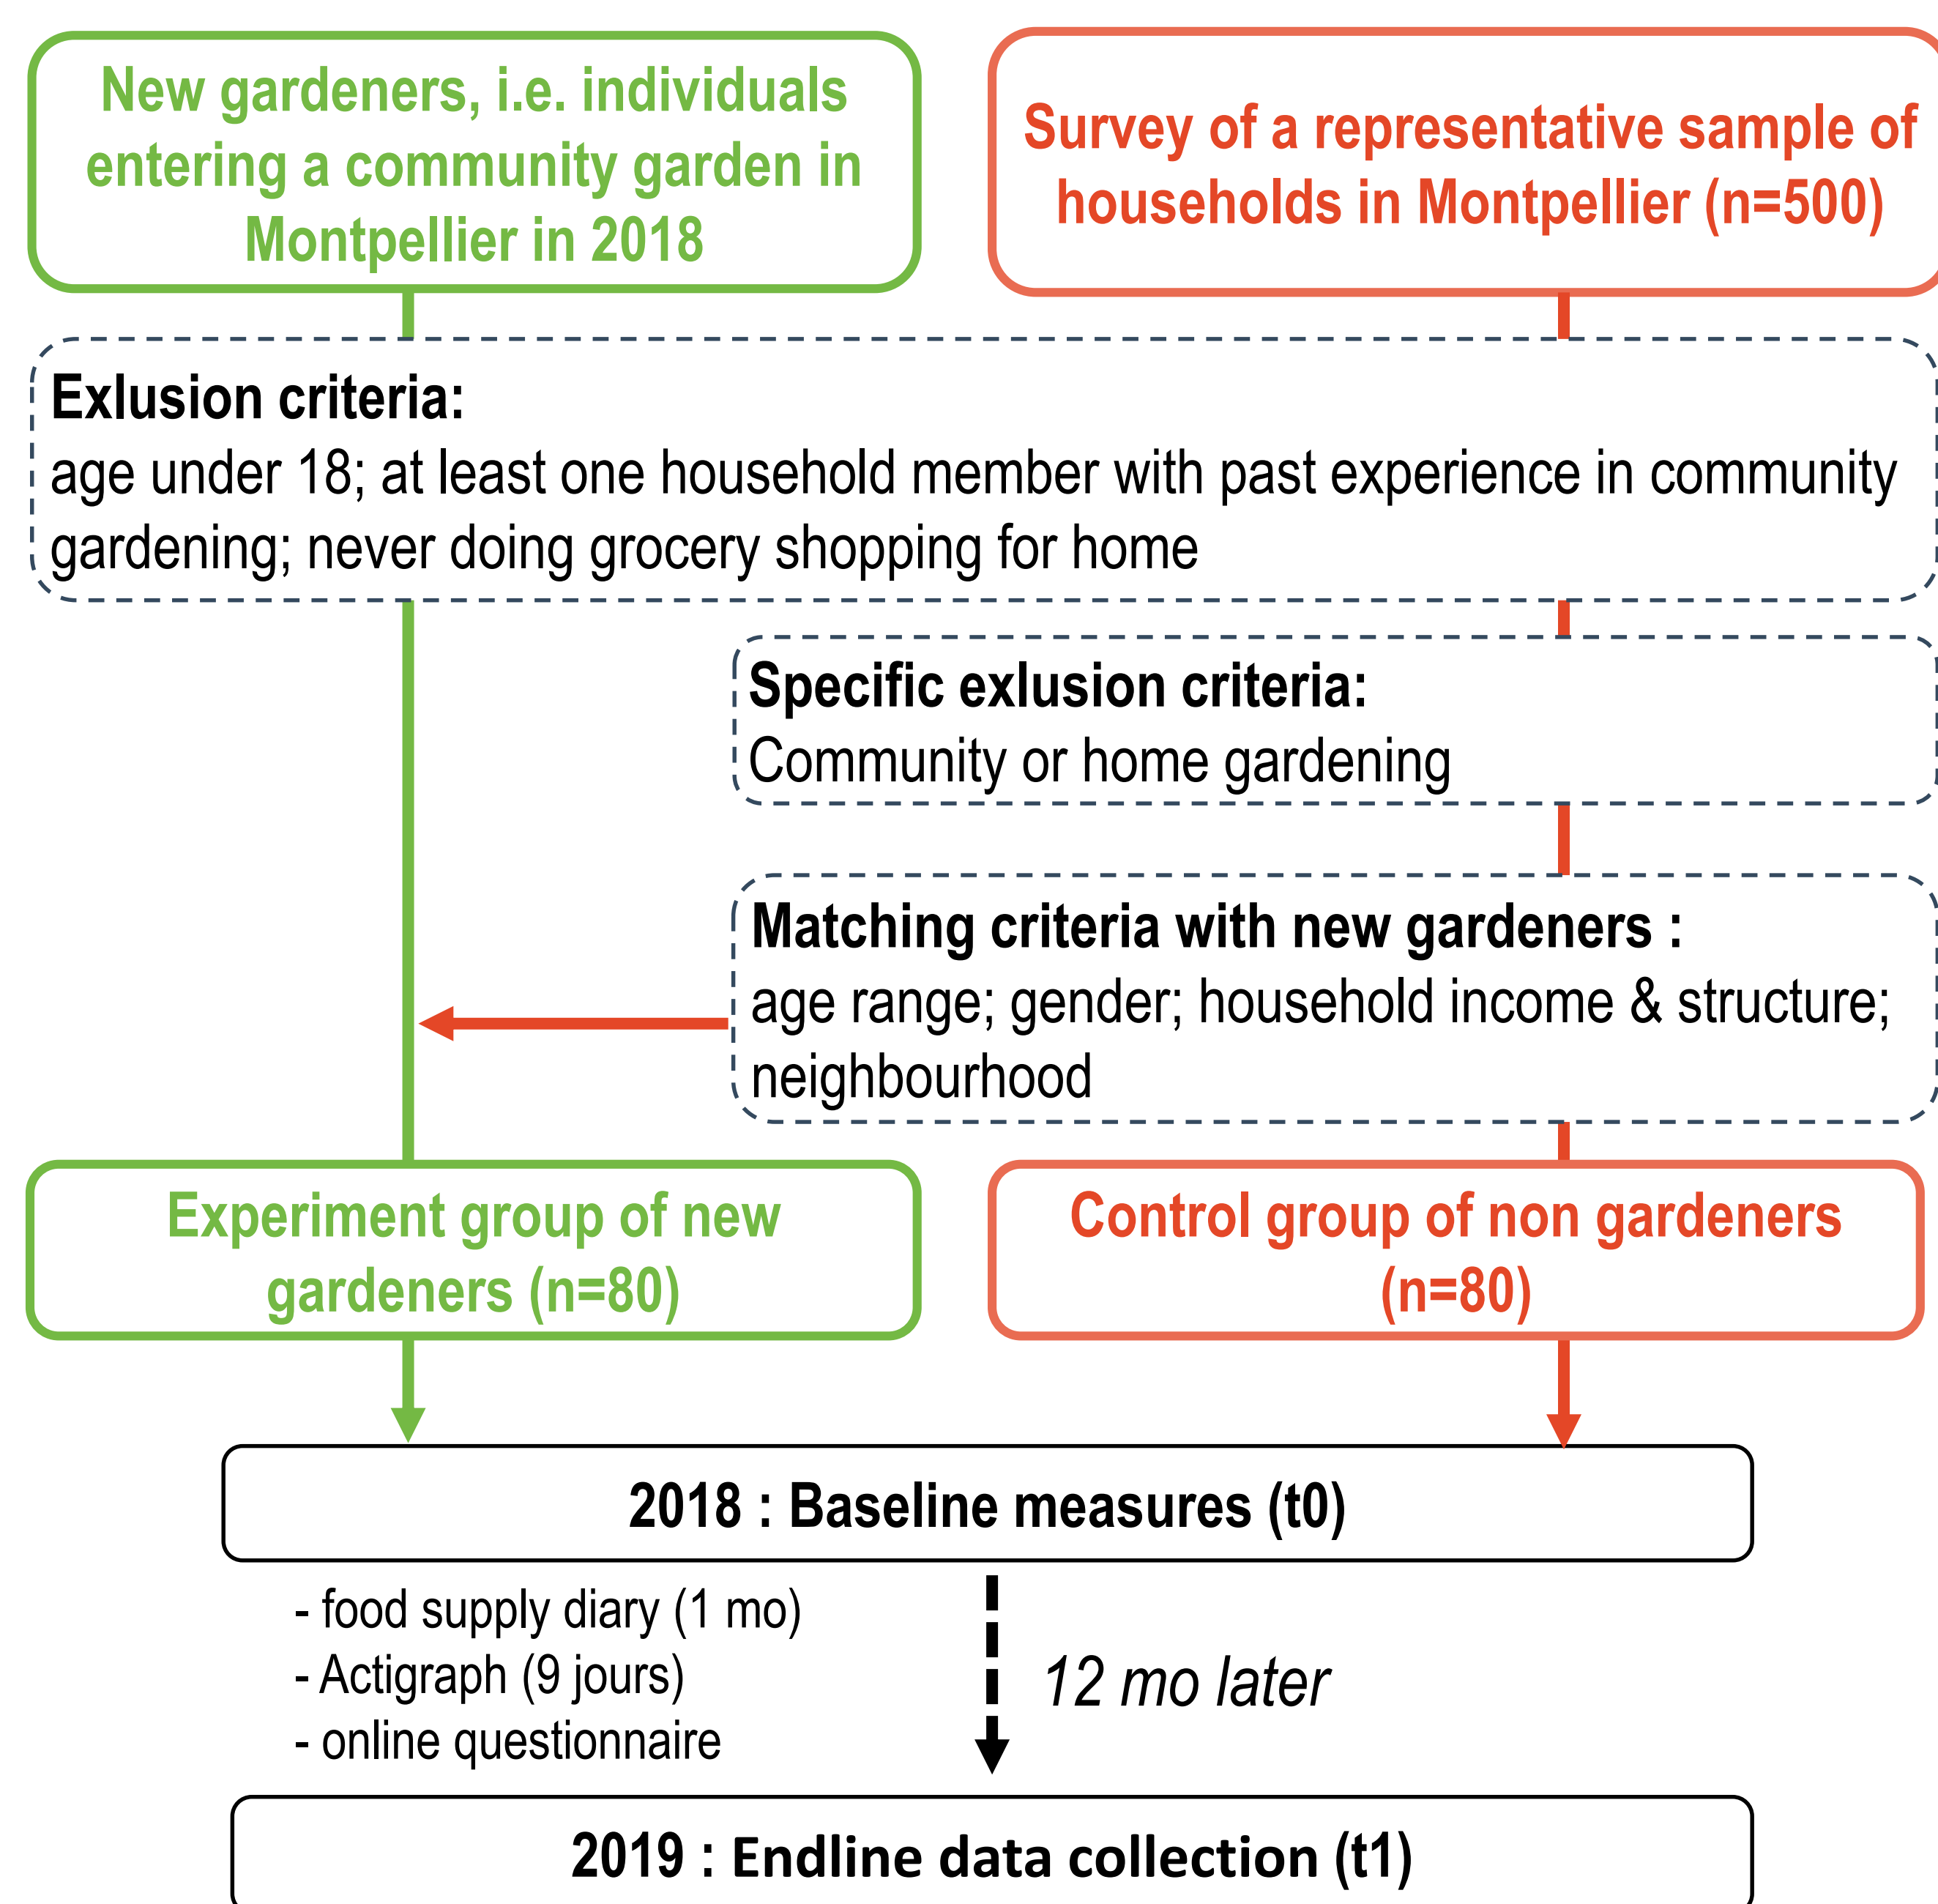 New gardeners, i.e. individuals
entering a community garden in
Montpellier in 2018
Survey of a representative sample of
households in Montpellier (n=500)
Exlusion criteria:
age under 18; at least one household member with past experience in community
gardening; never doing grocery shopping for home
Specific exlusion criteria:
Community or home gardening
Matching criteria with new gardeners :
age range; gender; household income & structure;
neighbourhood
Experiment group of new
gardeners (n=80)
Control group of non gardeners
(n=80)
2018 : Baseline measures (t0)
- food supply diary (1 mo)
- Actigraph (9 jours)
- online questionnaire
12 mo later
2019 : Endline data collection (t1)